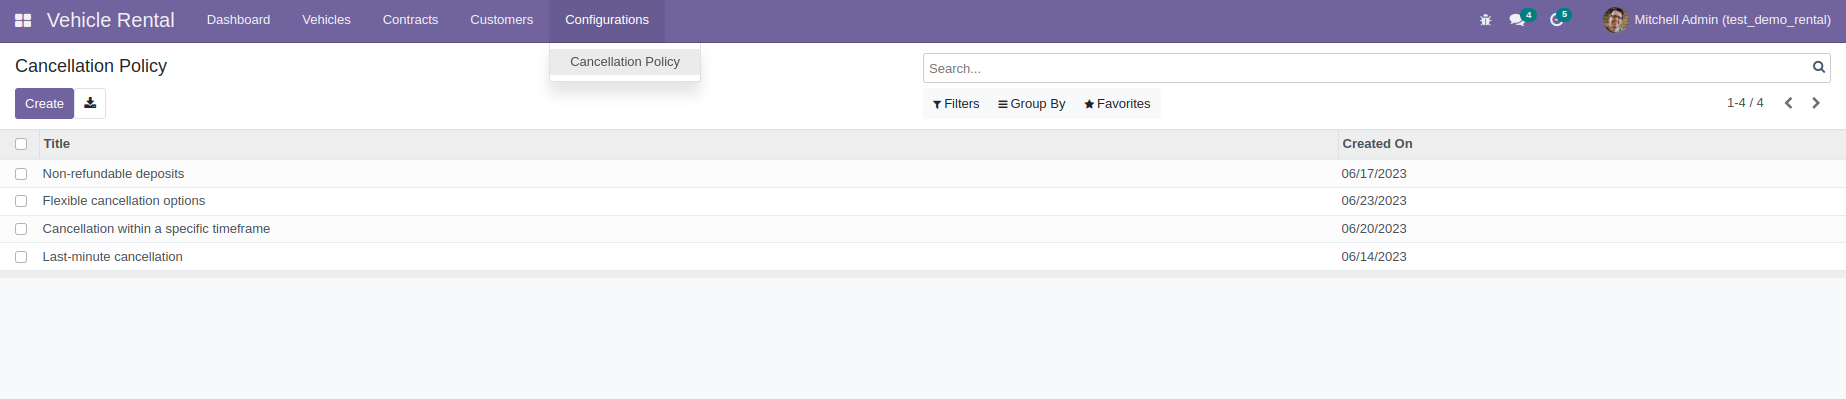 Vehicle Rental Dashboard Vehicles Contracts Customers Configurations 4 5 Mitchell Admin (test_demo_rental)
Cancellation Policy
Cancellation Policy
Search...
Create
Filters Group By Favorites 1-4 / 4
Title Created On
Non-refundable deposits 06/17/2023
Flexible cancellation options 06/23/2023
Cancellation within a specific timeframe 06/20/2023
Last-minute cancellation 06/14/2023